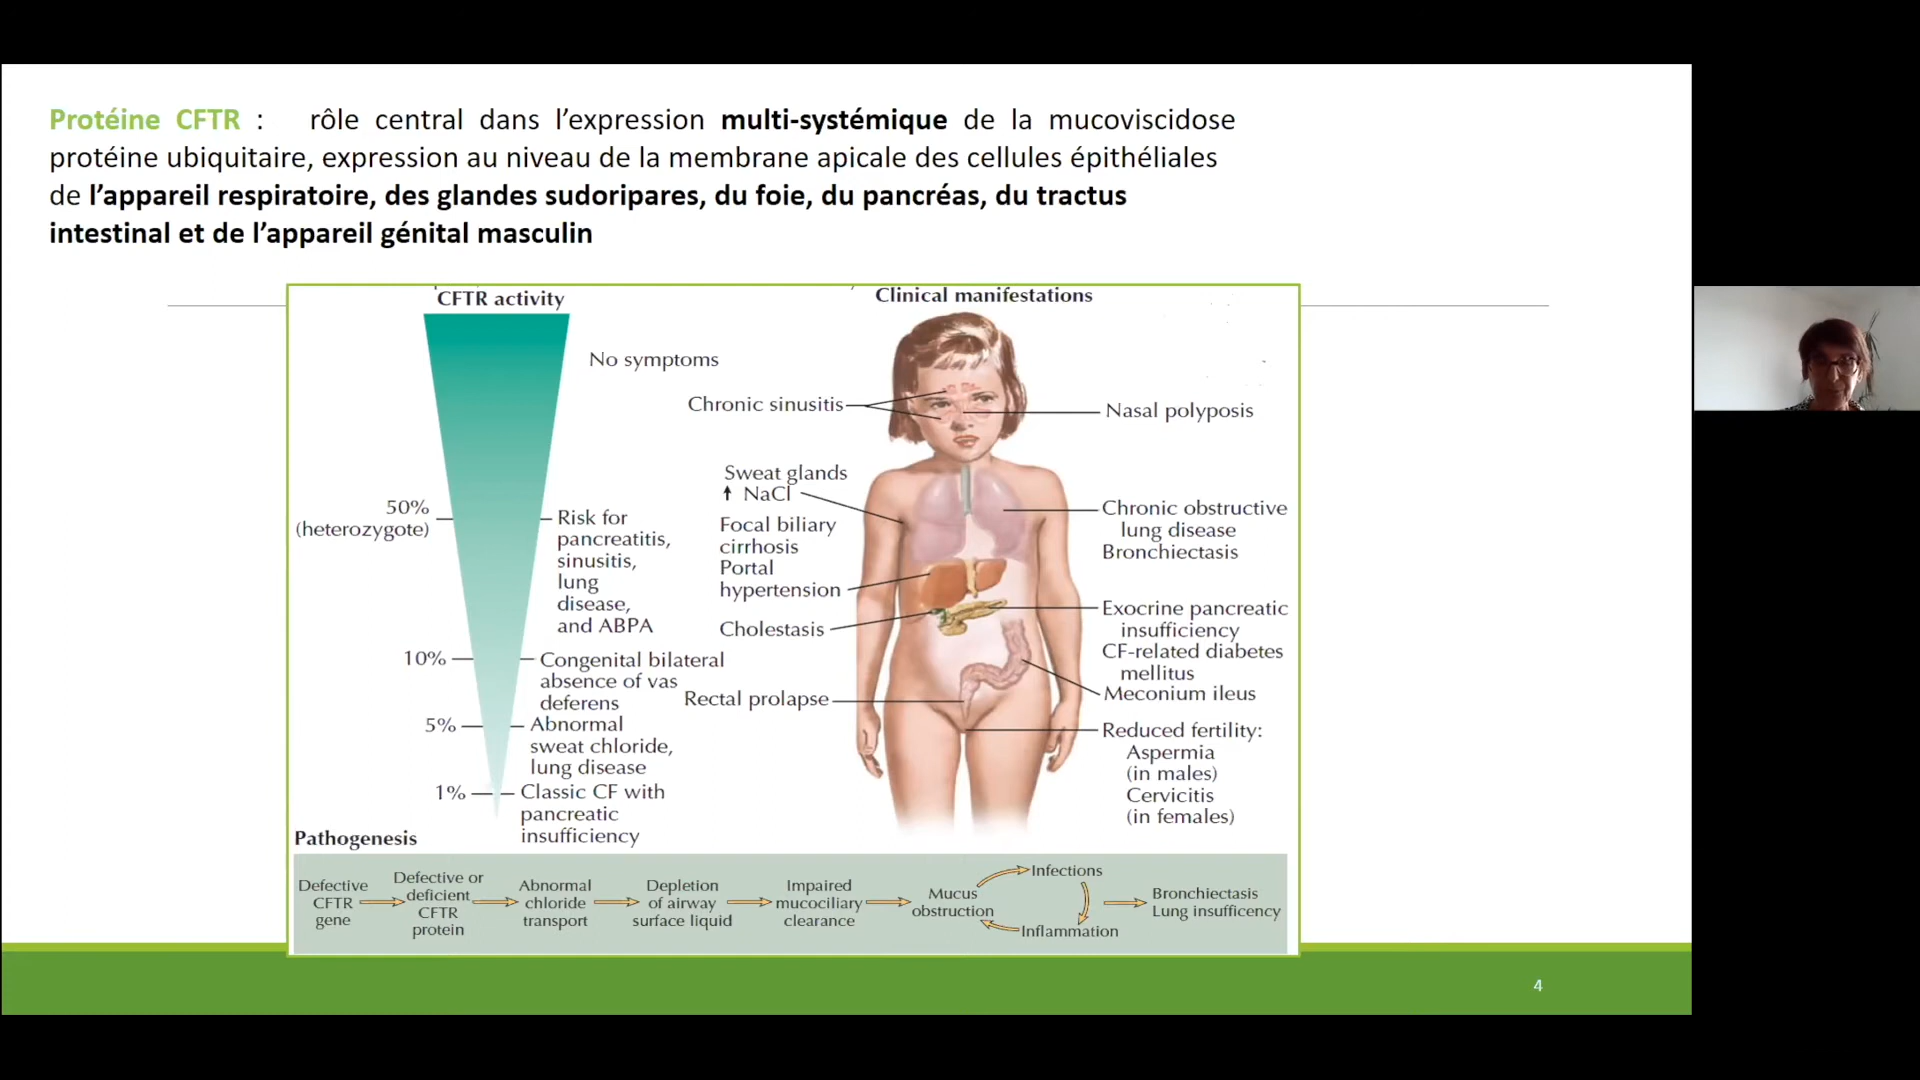 Protéine CFTR : rôle central dans l’expression multi-systémique de la mucoviscidose
protéine ubiquitaire, expression au niveau de la membrane apicale des cellules épithéliales
de l’appareil respiratoire, des glandes sudoripares, du foie, du pancréas, du tractus
intestinal et de l’appareil génital masculin
CFTR activity
No symptoms
50%
(heterozygote)
Risk for
pancreatitis,
sinusitis,
lung
disease,
and ABPA
10%
Congenital bilateral
absence of vas
deferens
5%
Abnormal
sweat chloride,
lung disease
1%
Classic CF with
pancreatic
insufficiency
Clinical manifestations
Chronic sinusitis
Nasal polyposis
Sweat glands
↑ NaCl
Focal biliary
cirrhosis
Portal
hypertension
Cholestasis
Rectal prolapse
Chronic obstructive
lung disease
Bronchiectasis
Exocrine pancreatic
insufficiency
CF-related diabetes
mellitus
Meconium ileus
Reduced fertility:
Aspermia
(in males)
Cervicitis
(in females)
Pathogenesis
Defective
CFTR
gene
Defective or
deficient
CFTR
protein
Abnormal
chloride
transport
Depletion
of airway
surface liquid
Impaired
mucociliary
clearance
Mucus
obstruction
Infections
Inflammation
Bronchiectasis
Lung insufficency
4